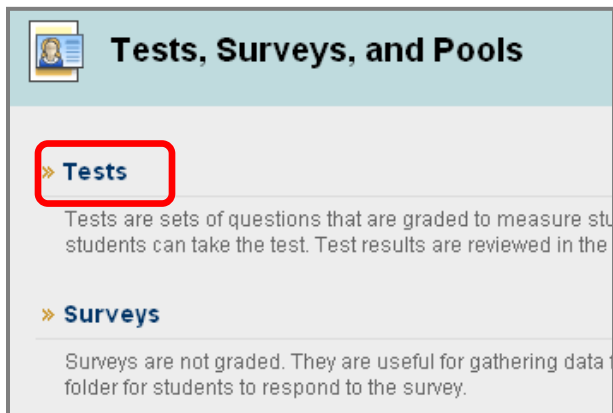 Tests, Surveys, and Pools
» Tests
Tests are sets of questions that are graded to measure
students can take the test. Test results are reviewed in the
» Surveys
Surveys are not graded. They are useful for gathering data
folder for students to respond to the survey.